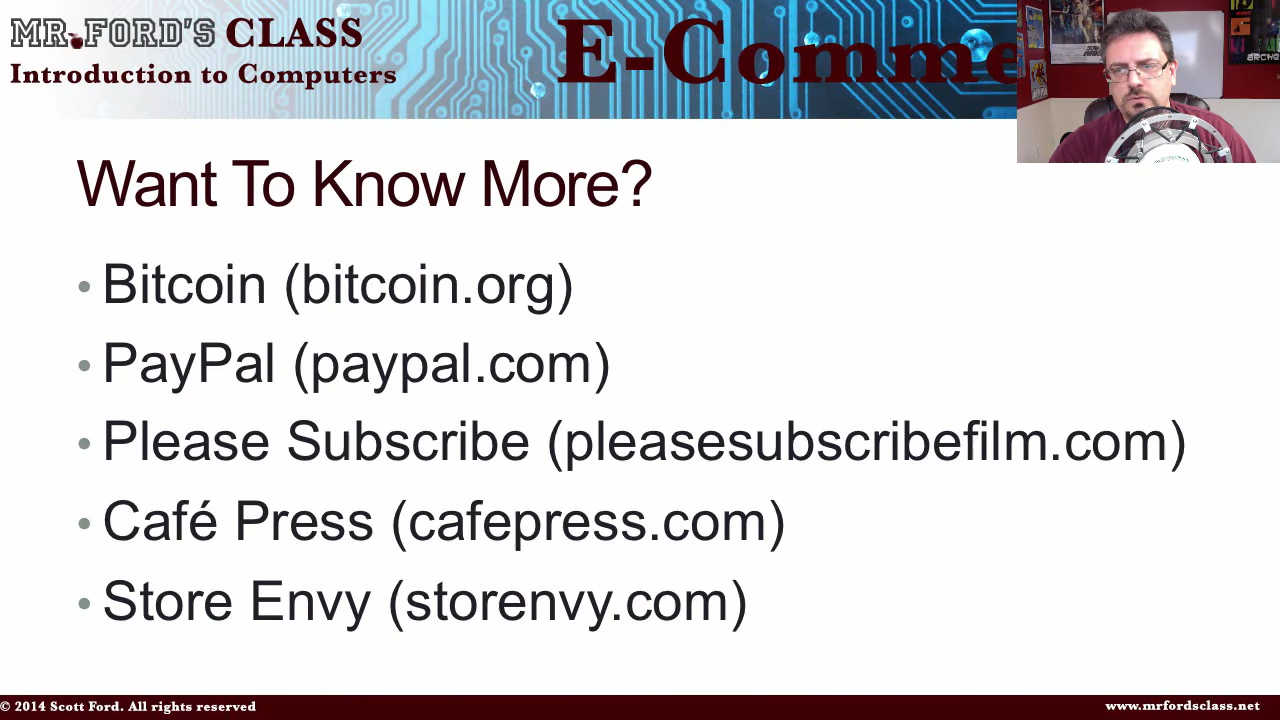 MR. FORD'S CLASS
Introduction to Computers
E-Comme
Want To Know More?
• Bitcoin (bitcoin.org)
• PayPal (paypal.com)
• Please Subscribe (pleasesubscribefilm.com)
• Café Press (cafepress.com)
• Store Envy (storenvy.com)
© 2014 Scott Ford. All rights reserved
www.mrfordsclass.net